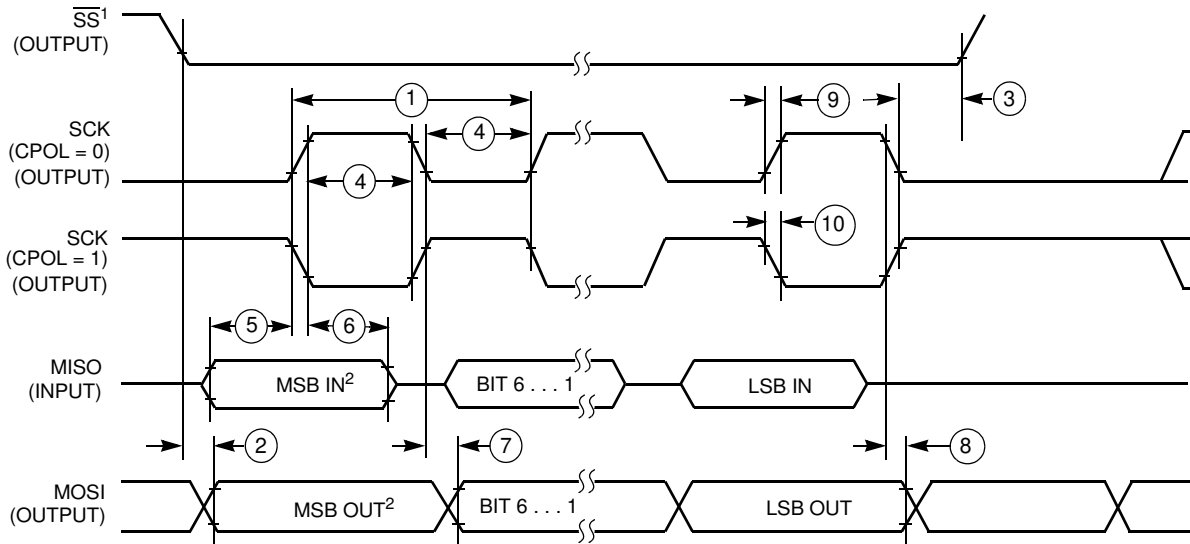 SS¹
(OUTPUT)
1
9
3
SCK
(CPOL = 0)
(OUTPUT)
4
4
SCK
(CPOL = 1)
(OUTPUT)
10
5
6
MISO
(INPUT)
MSB IN²
BIT 6 . . . 1
LSB IN
2
7
8
MOSI
(OUTPUT)
MSB OUT²
BIT 6 . . . 1
LSB OUT